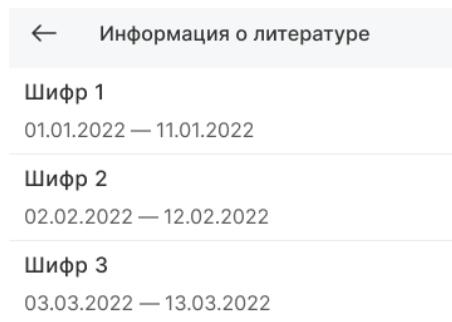 Информация о литературе
Шифр 1
01.01.2022 — 11.01.2022
Шифр 2
02.02.2022 — 12.02.2022
Шифр 3
03.03.2022 — 13.03.2022